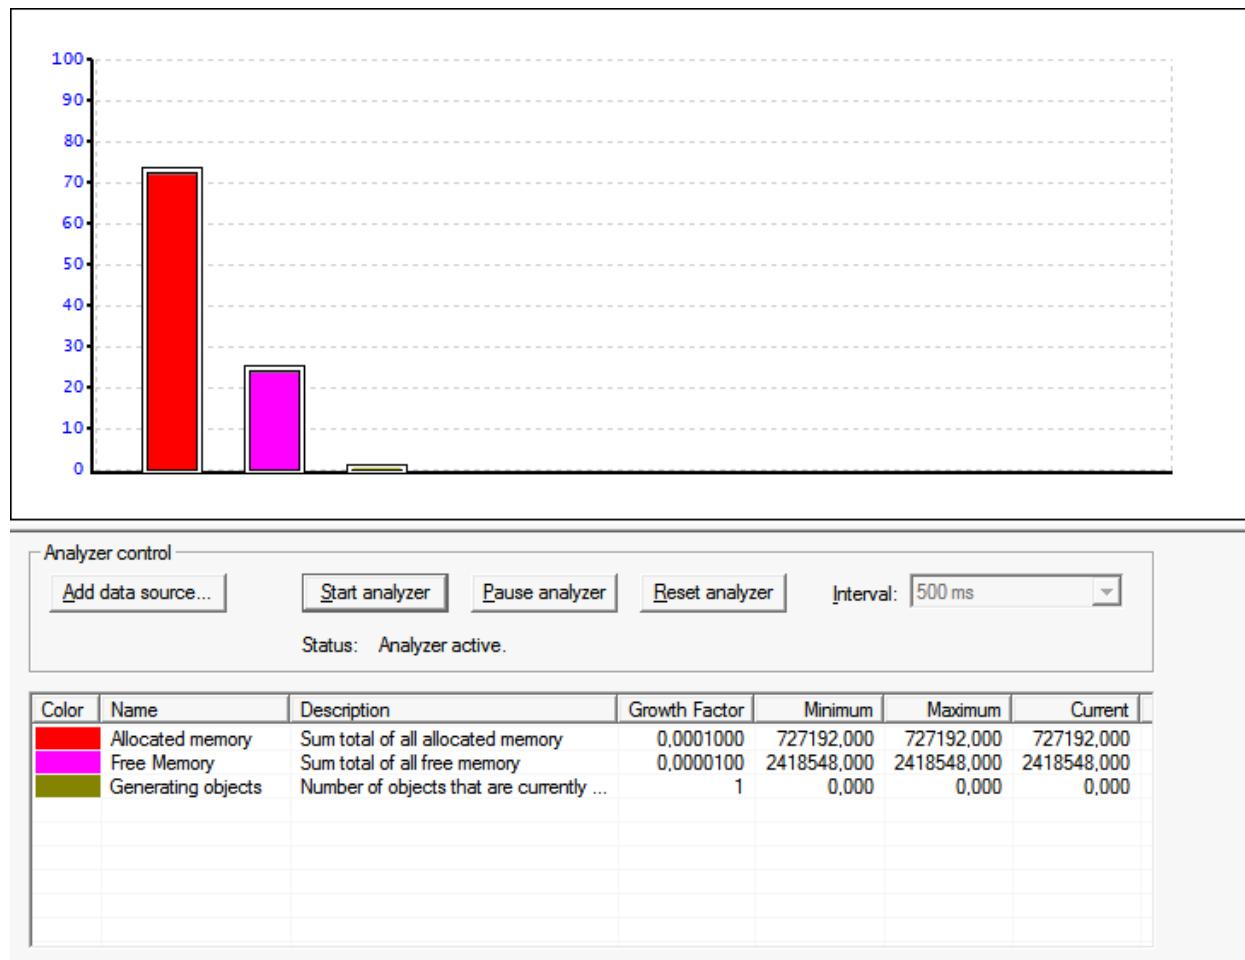 100
90
80
70
60
50
40
30
20
10
0
Analyzer control
Add data source... Start analyzer Pause analyzer Reset analyzer Interval: 500 ms
Status: Analyzer active.
Color Name Description Growth Factor Minimum Maximum Current
Allocated memory Sum total of all allocated memory 0,0001000 727192,000 727192,000 727192,000
Free Memory Sum total of all free memory 0,0000100 2418548,000 2418548,000 2418548,000
Generating objects Number of objects that are currently ... 1 0,000 0,000 0,000